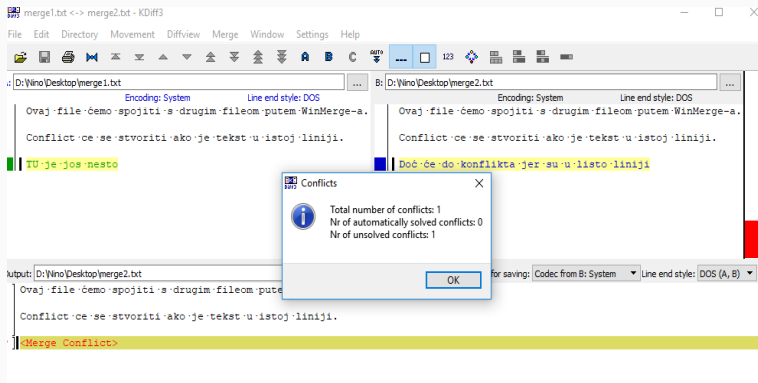 merge1.txt <-> merge2.txt - KDiff3
File Edit Directory Movement Diffview Merge Window Settings Help
AUTO
123
A B C
D:\Nino\Desktop\merge1.txt ...
B: D:\Nino\Desktop\merge2.txt ...
Encoding: System Line end style: DOS
Encoding: System Line end style: DOS
Ovaj·file·ćemo·spojiti·s·drugim·fileom·putem·WinMerge-a.
Ovaj·file·ćemo·spojiti·s·drugim·fileom·putem·WinMerge-a.
Conflict·ce·se·stvoriti·ako·je·tekst·u·istoj·liniji.
Conflict·ce·se·stvoriti·ako·je·tekst·u·istoj·liniji.
TU·je·jos·nesto
Doć·će·do·konflikta·jer·su·u·listo·liniji
Conflicts
Total number of conflicts: 1
Nr of automatically solved conflicts: 0
Nr of unsolved conflicts: 1
OK
Output: D:\Nino\Desktop\merge2.txt
for saving: Codec from B: System Line end style: DOS (A, B)
Ovaj·file·ćemo·spojiti·s·drugim·fileom·pute
Conflict·ce·se·stvoriti·ako·je·tekst·u·istoj·liniji.
<Merge Conflict>